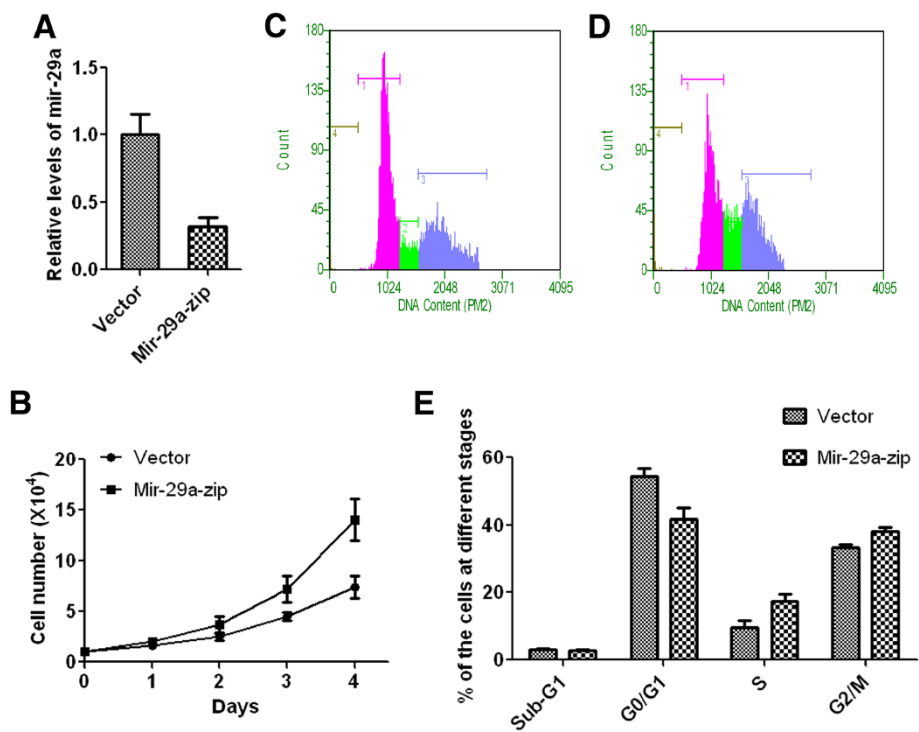 A
Relative levels of mir-29a
1.5
1.0
0.5
0.0
Vector
Mir-29a-zip
C
Count
180
135
90
45
0
1
2
3
4
0 1024 2048 3071 4095
DNA Content (PM2)
D
Count
180
135
90
45
0
1
3
4
0 1024 2048 3071 4095
DNA Content (PM2)
B
Vector
Mir-29a-zip
Cell number (X10⁴)
20
15
10
5
0
0 1 2 3 4
Days
E
Vector
Mir-29a-zip
% of the cells at different stages
60
40
20
0
Sub-G1
G0/G1
S
G2/M